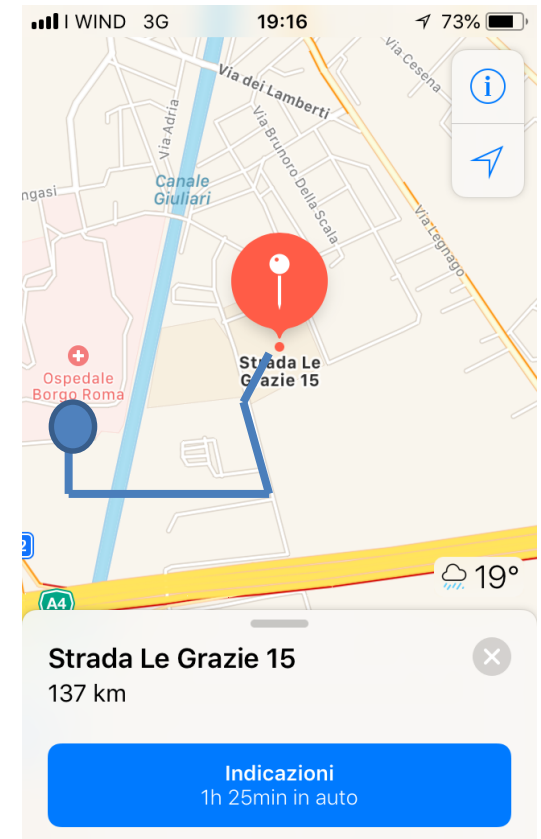 I WIND 3G 19:16 73%
Via dei Lamberti
Via Cesena
Via Adria
Via Brunoro Della Scala
ngasi
Canale
Giuliari
Via Legnago
i
Strada Le
Grazie 15
Ospedale
Borgo Roma
2
A4
19°
Strada Le Grazie 15
137 km
Indicazioni
1h 25min in auto